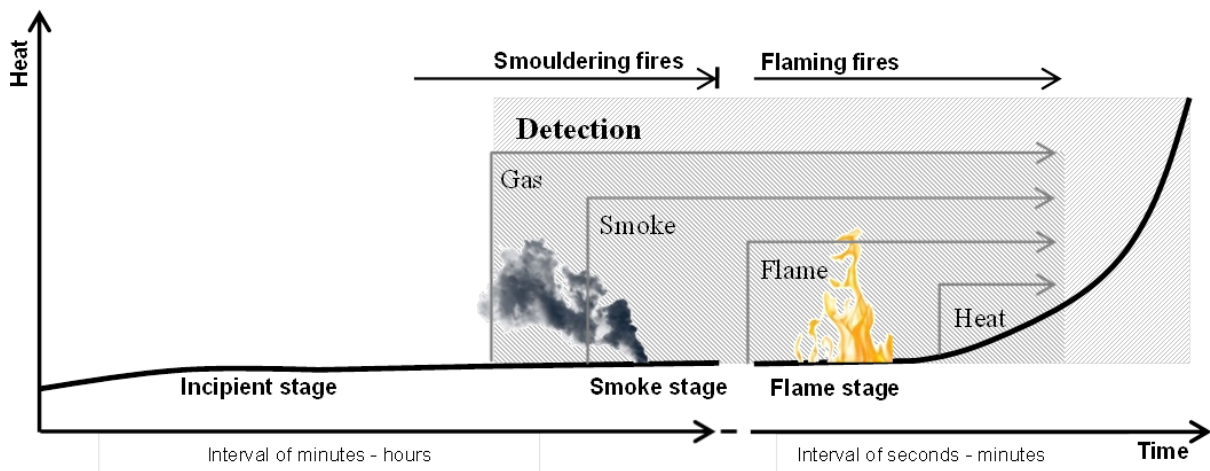 Heat
Smouldering fires
Flaming fires
Detection
Gas
Smoke
Flame
Heat
Incipient stage
Smoke stage
Flame stage
Time
Interval of minutes - hours
Interval of seconds - minutes